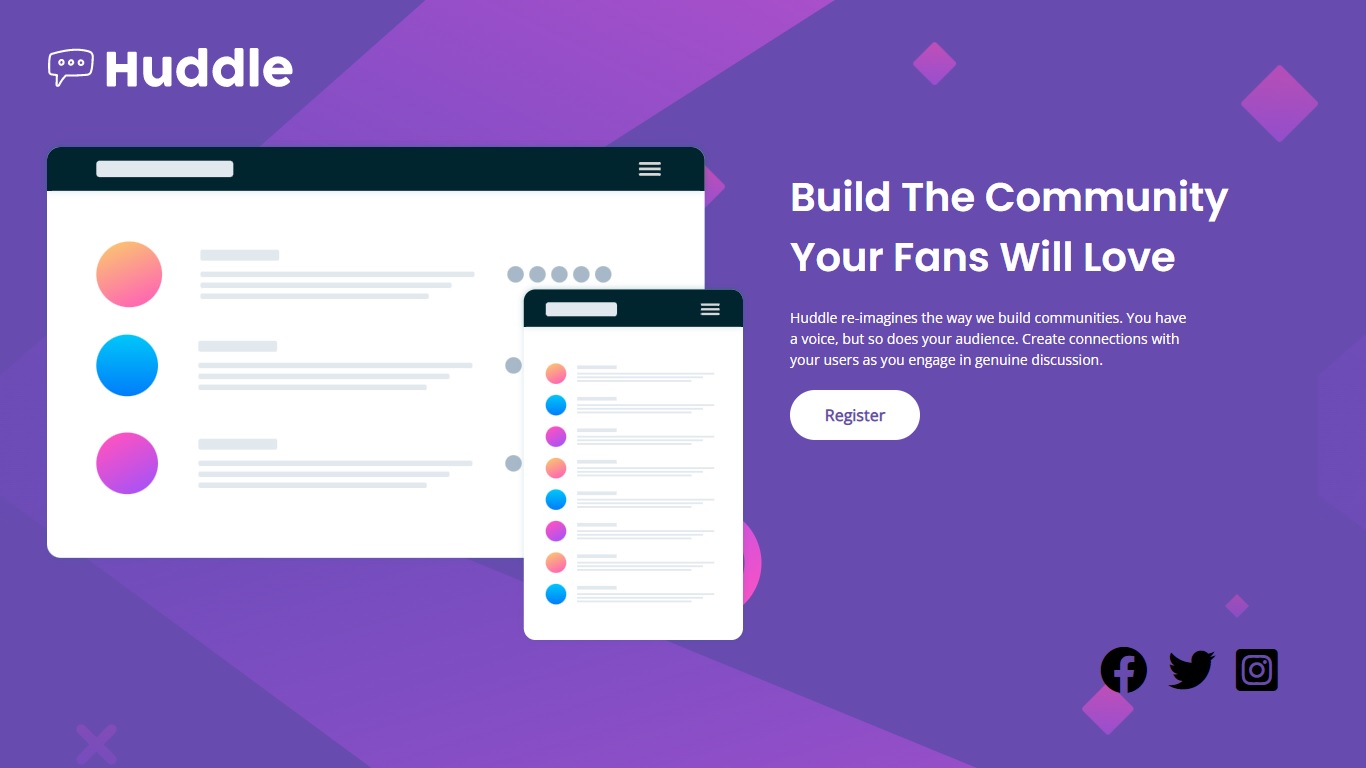 Huddle
Build The Community
Your Fans Will Love
Huddle re-imagines the way we build communities. You have
a voice, but so does your audience. Create connections with
your users as you engage in genuine discussion.
Register